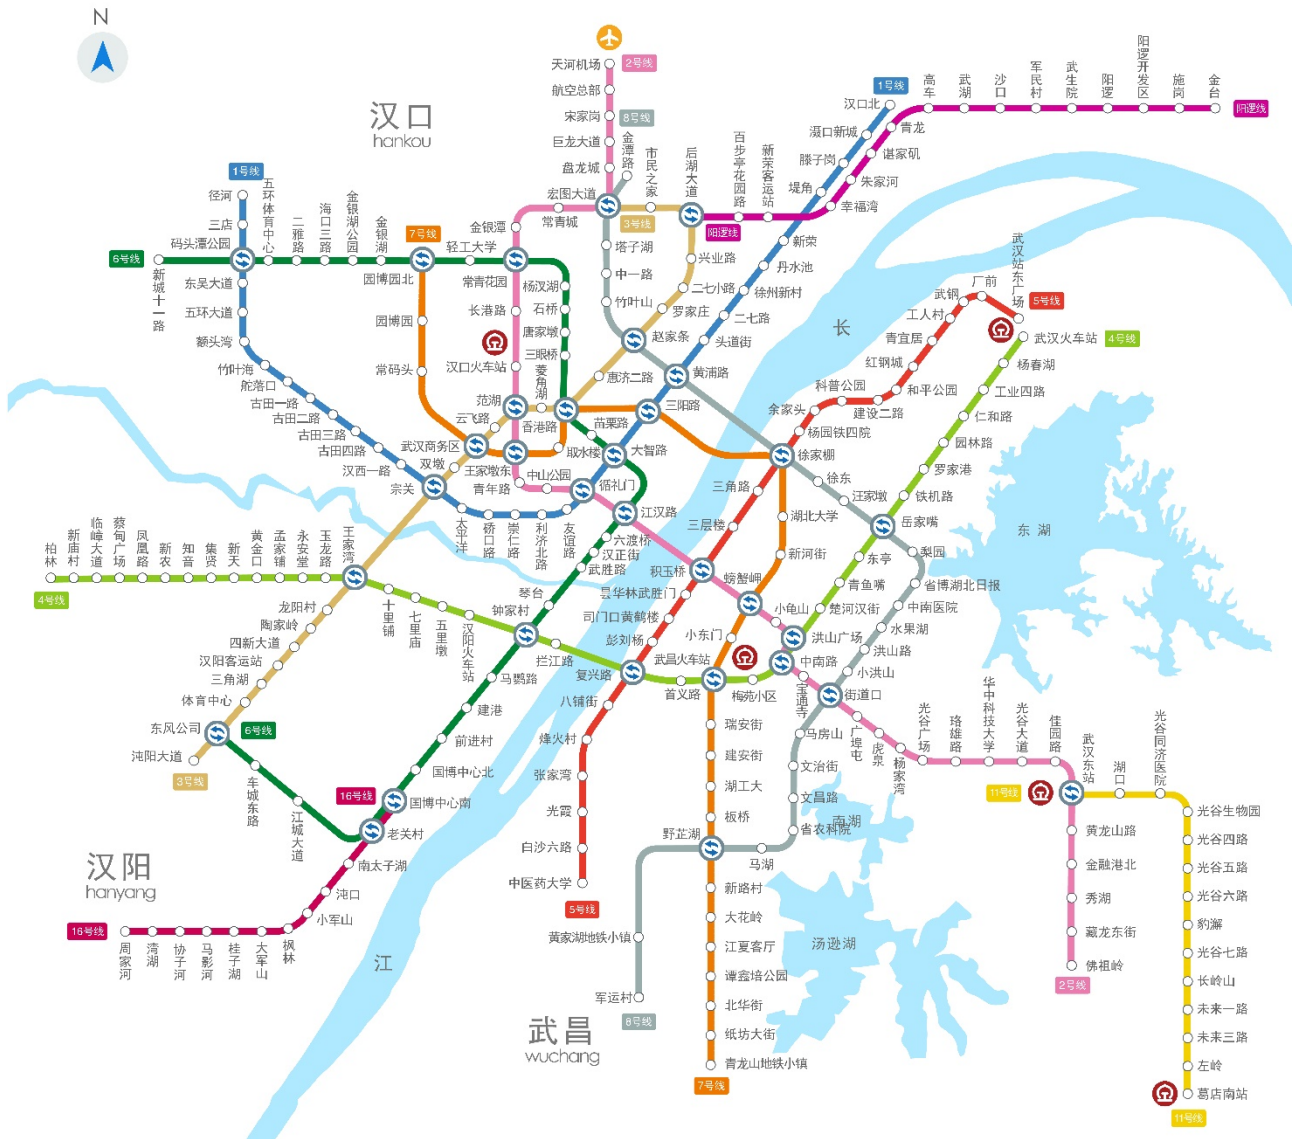 N
汉口
hankou
天河机场
2号线
航空总部
宋家岗
8号线
巨龙大道
金潭路
盘龙城
宏图大道
市民之家
后湖大道
百步亭花园路
新荣客运站
1号线
汉口北
滠口新城
滕子岗
堤角
高车
武湖
沙口
军民村
武生院
阳逻
阳逻开发区
施岗
金台
阳逻线
青龙
谌家矶
朱家河
幸福湾
阳逻线
3号线
1号线
径河
三店
码头潭公园
五环体育中心
二雅路
海口三路
金银湖公园
金银湖
7号线
轻工大学
金银潭
常青城
6号线
新城十一路
东吴大道
五环大道
额头湾
竹叶海
舵落口
古田一路
古田二路
古田三路
古田四路
汉西一路
宗关
园博园北
园博园
常码头
常青花园
长港路
汉口火车站
范湖
云飞路
武汉商务区
双墩
王家墩东
青年路
中山公园
循礼门
杨汊湖
石桥
唐家墩
三眼桥
菱角湖
香港路
取水楼
苗栗路
大智路
三阳路
惠济二路
赵家条
罗家庄
二七小路
兴业路
塔子湖
中一路
竹叶山
新荣
丹水池
徐州新村
二七路
头道街
黄浦路
长
太平洋
硚口路
崇仁路
利济北路
友谊路
江汉路
六渡桥
汉正街
武胜路
琴台
钟家村
武汉站东广场
5号线
厂前
武钢
工人村
青宜居
红钢城
和平公园
建设二路
科普公园
余家头
杨园铁四院
徐家棚
三角路
三层楼
积玉桥
昙华林武胜门
司门口黄鹤楼
彭刘杨
复兴路
武汉火车站
4号线
杨春湖
工业四路
仁和路
园林路
罗家港
铁机路
岳家嘴
东亭
青鱼嘴
楚河汉街
洪山广场
中南路
徐东
汪家墩
湖北大学
新河街
螃蟹岬
小龟山
小东门
武昌火车站
首义路
梅苑小区
梨园
省博湖北日报
中南医院
水果湖
洪山路
小洪山
街道口
东湖
柏林
新庙村
临嶂大道
蔡甸广场
凤凰路
新农
知音
集贤
新天
黄金口
孟家铺
永安堂
玉龙路
王家湾
4号线
十里铺
七里庙
五里墩
汉阳火车站
拦江路
龙阳村
陶家岭
四新大道
汉阳客运站
三角湖
体育中心
东风公司
6号线
沌阳大道
3号线
车城东路
江城大道
马鹦路
建港
前进村
国博中心北
16号线
国博中心南
老关村
南太子湖
沌口
小军山
汉阳
hanyang
16号线
周家河
湾湖
协子河
马影河
桂子湖
大军山
枫林
江
八铺街
烽火村
张家湾
光霞
白沙六路
中医药大学
5号线
瑞安街
建安街
湖工大
板桥
野芷湖
新路村
大花岭
江夏客厅
谭鑫培公园
北华街
纸坊大街
青龙山地铁小镇
7号线
宝通寺
马房山
文治街
文昌路
南湖
省农科院
马湖
黄家湖地铁小镇
军运村
8号线
武昌
wuchang
汤逊湖
广埠屯
虎泉
杨家湾
光谷广场
珞雄路
华中科技大学
光谷大道
佳园路
武汉东站
11号线
湖口
光谷同济医院
黄龙山路
金融港北
秀湖
藏龙东街
佛祖岭
2号线
光谷生物园
光谷四路
光谷五路
光谷六路
豹澥
光谷七路
长岭山
未来一路
未来三路
左岭
葛店南站
11号线